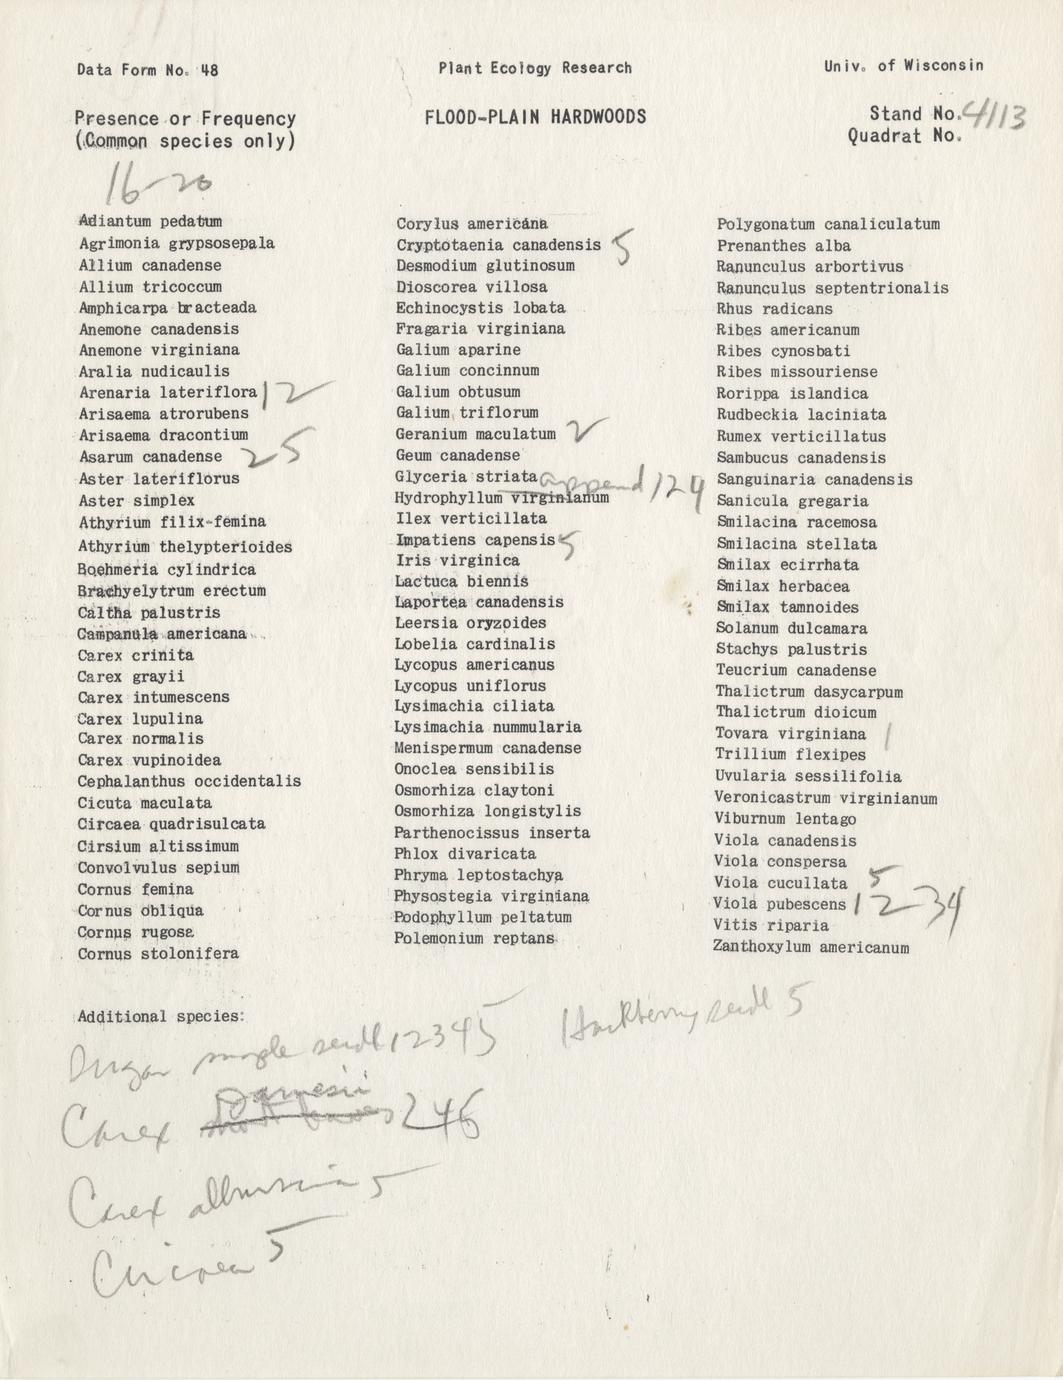 Data Form No. 48
Plant Ecology Research
Univ. of Wisconsin
Presence or Frequency
(Common species only)
FLOOD-PLAIN HARDWOODS
Stand No. 4113
Quadrat No.
16-20
Adiantum pedatum
Agrimonia grypsosepala
Allium canadense
Allium tricoccum
Amphicarpa bracteada
Anemone canadensis
Anemone virginiana
Aralia nudicaulis
Arenaria lateriflora 12
Arisaema atrorubens
Arisaema dracontium
Asarum canadense 25
Aster lateriflorus
Aster simplex
Athyrium filix-femina
Athyrium thelypterioides
Boehmeria cylindrica
Brachyelytrum erectum
Caltha palustris
Campanula americana
Carex crinita
Carex grayii
Carex intumescens
Carex lupulina
Carex normalis
Carex vupinoidea
Cephalanthus occidentalis
Cicuta maculata
Circaea quadrisulcata
Cirsium altissimum
Convolvulus sepium
Cornus femina
Cornus obliqua
Cornus rugosa
Cornus stolonifera
Corylus americana
Cryptotaenia canadensis 5
Desmodium glutinosum
Dioscorea villosa
Echinocystis lobata
Fragaria virginiana
Galium aparine
Galium concinnum
Galium obtusum
Galium triflorum
Geranium maculatum 2
Geum canadense
Glyceria striata
append 124
Hydrophyllum virginianum
Ilex verticillata
Impatiens capensis 5
Iris virginica
Lactuca biennis
Laportea canadensis
Leersia oryzoides
Lobelia cardinalis
Lycopus americanus
Lycopus uniflorus
Lysimachia ciliata
Lysimachia nummularia
Menispermum canadense
Onoclea sensibilis
Osmorhiza claytoni
Osmorhiza longistylis
Parthenocissus inserta
Phlox divaricata
Phryma leptostachya
Physostegia virginiana
Podophyllum peltatum
Polemonium reptans
Polygonatum canaliculatum
Prenanthes alba
Ranunculus arbortivus
Ranunculus septentrionalis
Rhus radicans
Ribes americanum
Ribes cynosbati
Ribes missouriense
Rorippa islandica
Rudbeckia laciniata
Rumex verticillatus
Sambucus canadensis
Sanguinaria canadensis
Sanicula gregaria
Smilacina racemosa
Smilacina stellata
Smilax ecirrhata
Smilax herbacea
Smilax tamnoides
Solanum dulcamara
Stachys palustris
Teucrium canadense
Thalictrum dasycarpum
Thalictrum dioicum
Tovara virginiana 1
Trillium flexipes
Uvularia sessilifolia
Veronicastrum virginianum
Viburnum lentago
Viola canadensis
Viola conspersa
Viola cucullata 5
Viola pubescens 12-34
Vitis riparia
Zanthoxylum americanum
Additional species:
Sugar maple seedl 12345
Hackberry seedl 5
Jamesii
Carex 245
Carex 5
Circaea 5